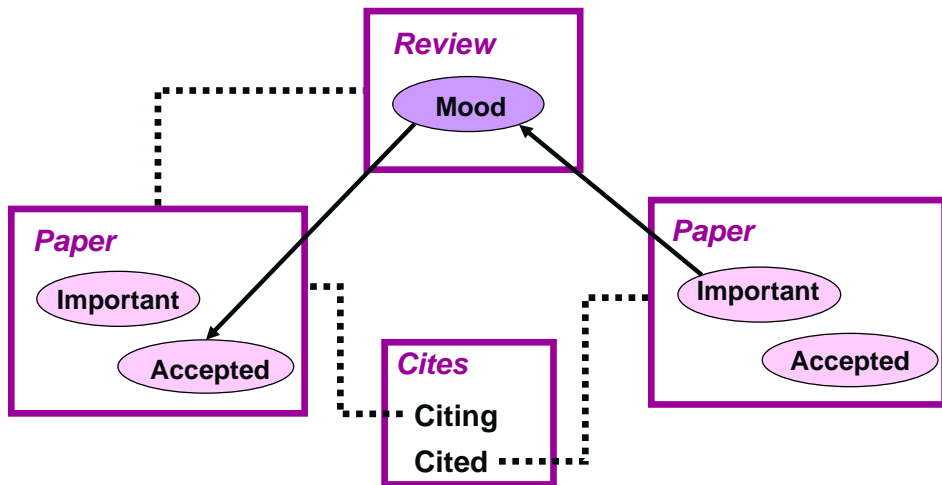 Review
Mood
Paper
Important
Accepted
Cites
Citing
Cited
Paper
Important
Accepted